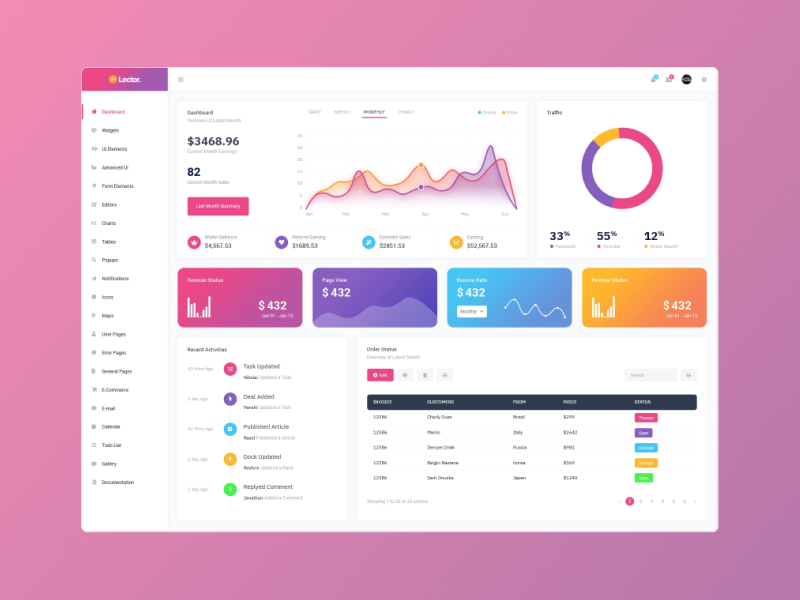 Lector.
Dashboard
Widgets
UI Elements
Advanced UI
Form Elements
Editors
Charts
Tables
Popups
Notifications
Icons
Maps
User Pages
Error Pages
General Pages
E-Commerce
E-mail
Calendar
Todo List
Gallery
Documentation
Dashboard
Overview of Latest Month
DAILY WEEKLY MONTHLY YEARLY
Online
Store
$3468.96
Current Month Earnings
82
Current Month Sales
Last Month Summary
Jan Feb Mar Apr May Jun
Wallet Ballance
$4,567.53
Referral Earning
$1689.53
Estimate Sales
$2851.53
Earning
$52,567.53
Traffic
33% 55% 12%
Facebook Youtube Direct Search
Revenue Status
$ 432
Jan 01 - Jan 10
Page View
$ 432
Bounce Rate
$ 432
Monthly
Revenue Status
$ 432
Jan 01 - Jan 10
Recent Activities
42 Mins Ago
Task Updated
Nikolai Updated a Task
1 day Ago
Deal Added
Panshi Updated a Task
42 Mins Ago
Published Article
Rasel Published a Article
1 day Ago
Dock Updated
Reshmi Updated a Dock
1 day Ago
Replyed Comment
Jenathon Added a Comment
Order Status
Overview of Latest Month
Add
Search
INVOICE CUSTOMERS FROM PRICE STATUS
12386 Charly Dues Brazil $299 Process
12386 Marko Italy $2642 Open
12386 Deniyel Onak Russia $981 On Hold
12386 Belgiri Bastana Korea $369 Process
12386 Sarti Onuska Japan $1240 Open
Showing 1 to 20 of 20 entries
1 2 3 4 5 6